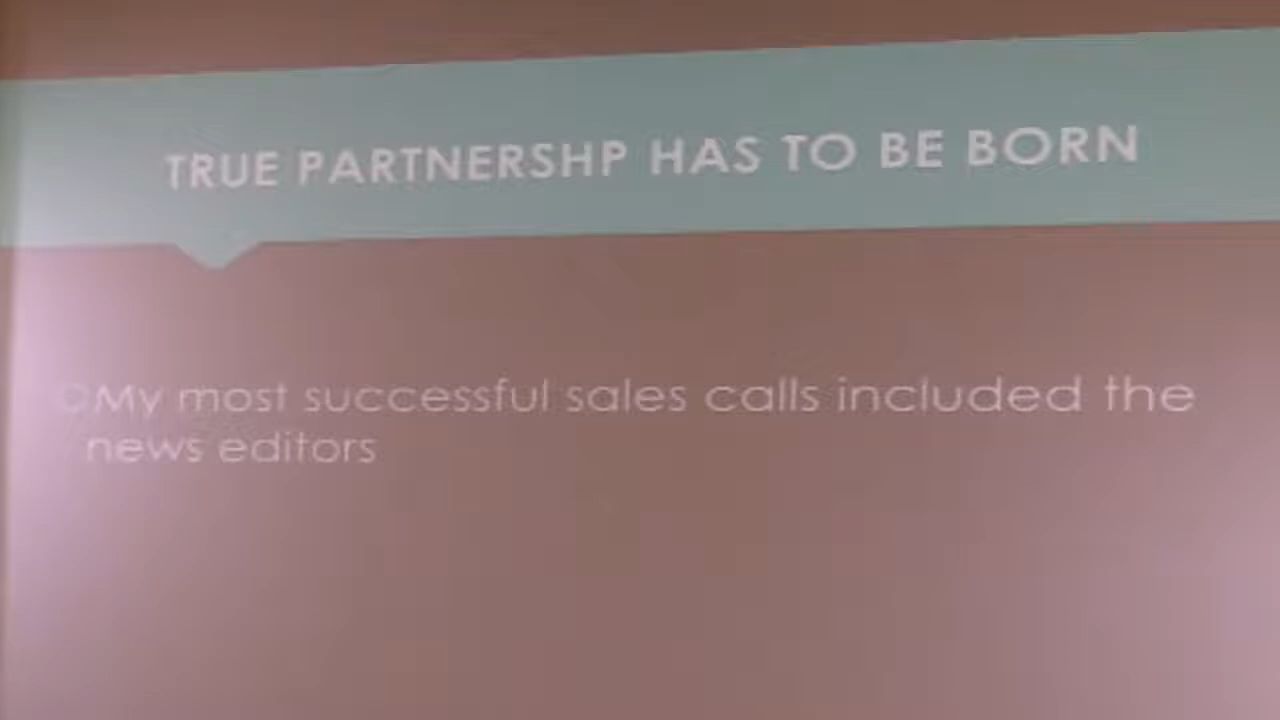 TRUE PARTNERSHP HAS TO BE BORN
My most successful sales calls included the
news editors